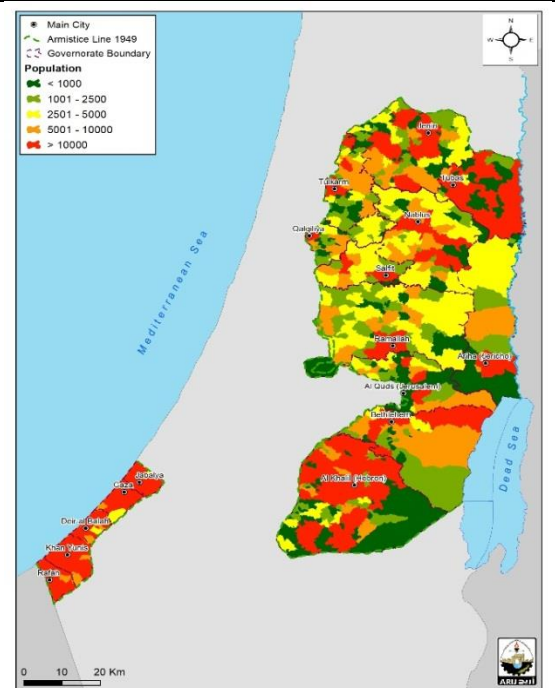 Main City
Armistice Line 1949
Governorate Boundary
Population
< 1000
1001 - 2500
2501 - 5000
5001 - 10000
> 10000
N
W
E
S
Jenin
Tulkarm
Tubas
Nablus
Qalqiliya
Salfit
Ramallah
Ariha (Jericho)
Al Quds (Jerusalem)
Bethlehem
Al Khalil (Hebron)
Mediterranean Sea
Dead Sea
Jabalya
Gaza
Deir al Balah
Khan Yunis
Rafah
0 10 20 Km
ARIJ أريج